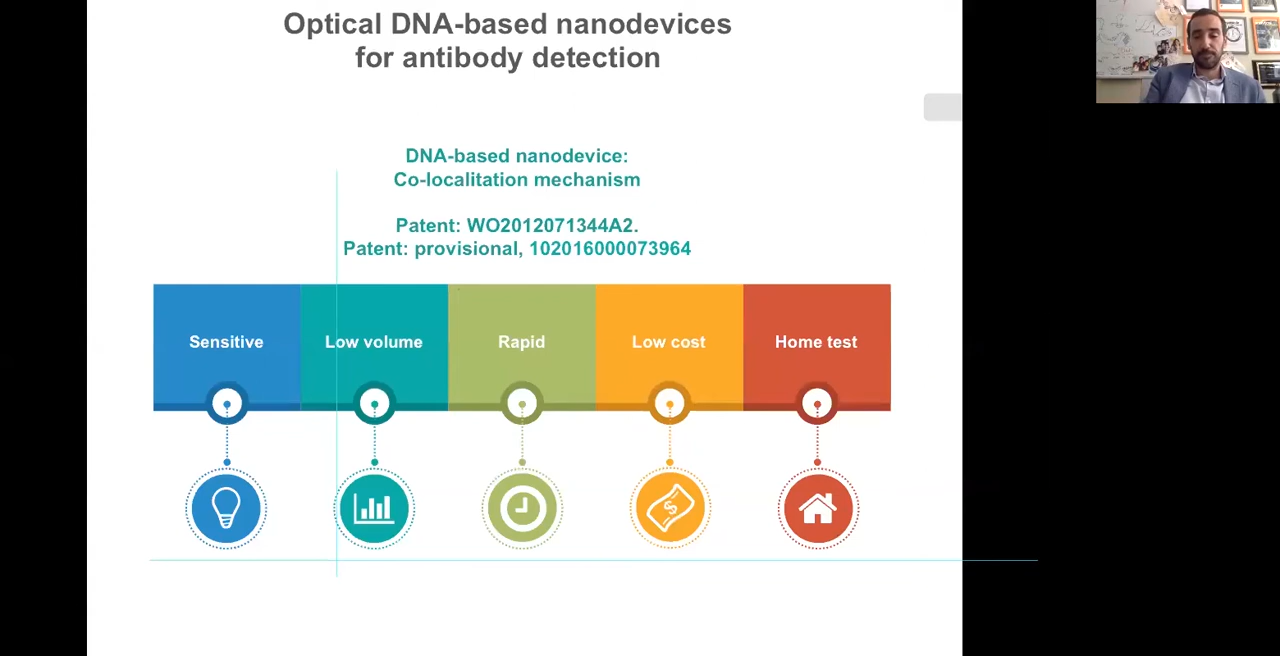 Optical DNA-based nanodevices
for antibody detection
DNA-based nanodevice:
Co-localitation mechanism
Patent: WO2012071344A2.
Patent: provisional, 102016000073964
Sensitive
Low volume
Rapid
Low cost
Home test
$